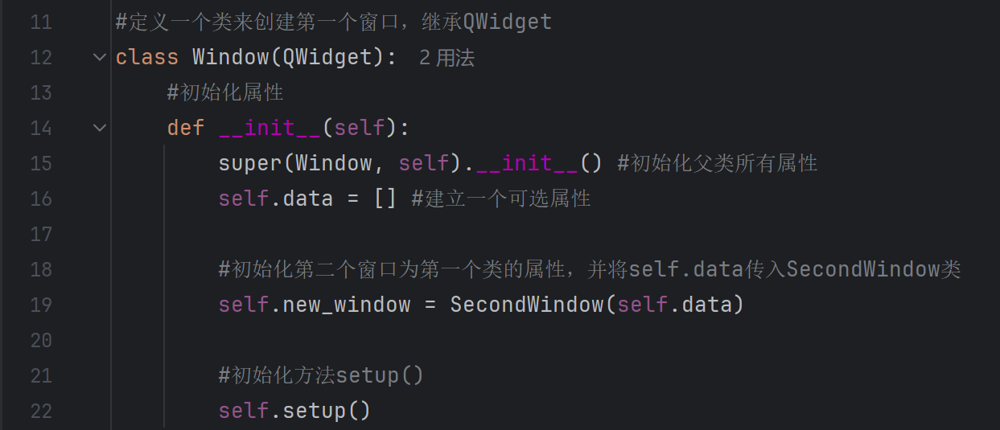 11 #定义一个类来创建第一个窗口，继承QWidget
12 class Window(QWidget): 2 用法
13 #初始化属性
14 def __init__(self):
15 super(Window, self).__init__() #初始化父类所有属性
16 self.data = [] #建立一个可选属性
17
18 #初始化第二个窗口为第一个类的属性，并将self.data传入SecondWindow类
19 self.new_window = SecondWindow(self.data)
20
21 #初始化方法setup()
22 self.setup()